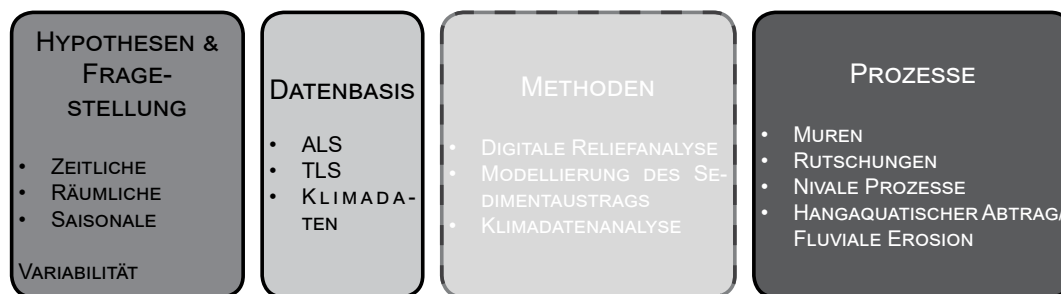 Hypothesen &
Frage-
stellung
• Zeitliche
• Räumliche
• Saisonale
Variabilität
Datenbasis
• ALS
• TLS
• Klimada-
ten
Methoden
• Digitale Reliefanalyse
• Modellierung des Se-
dimentaustrags
• Klimadatenanalyse
Prozesse
• Muren
• Rutschungen
• Nivale Prozesse
• Hangaquatischer Abtrag/
Fluviale Erosion